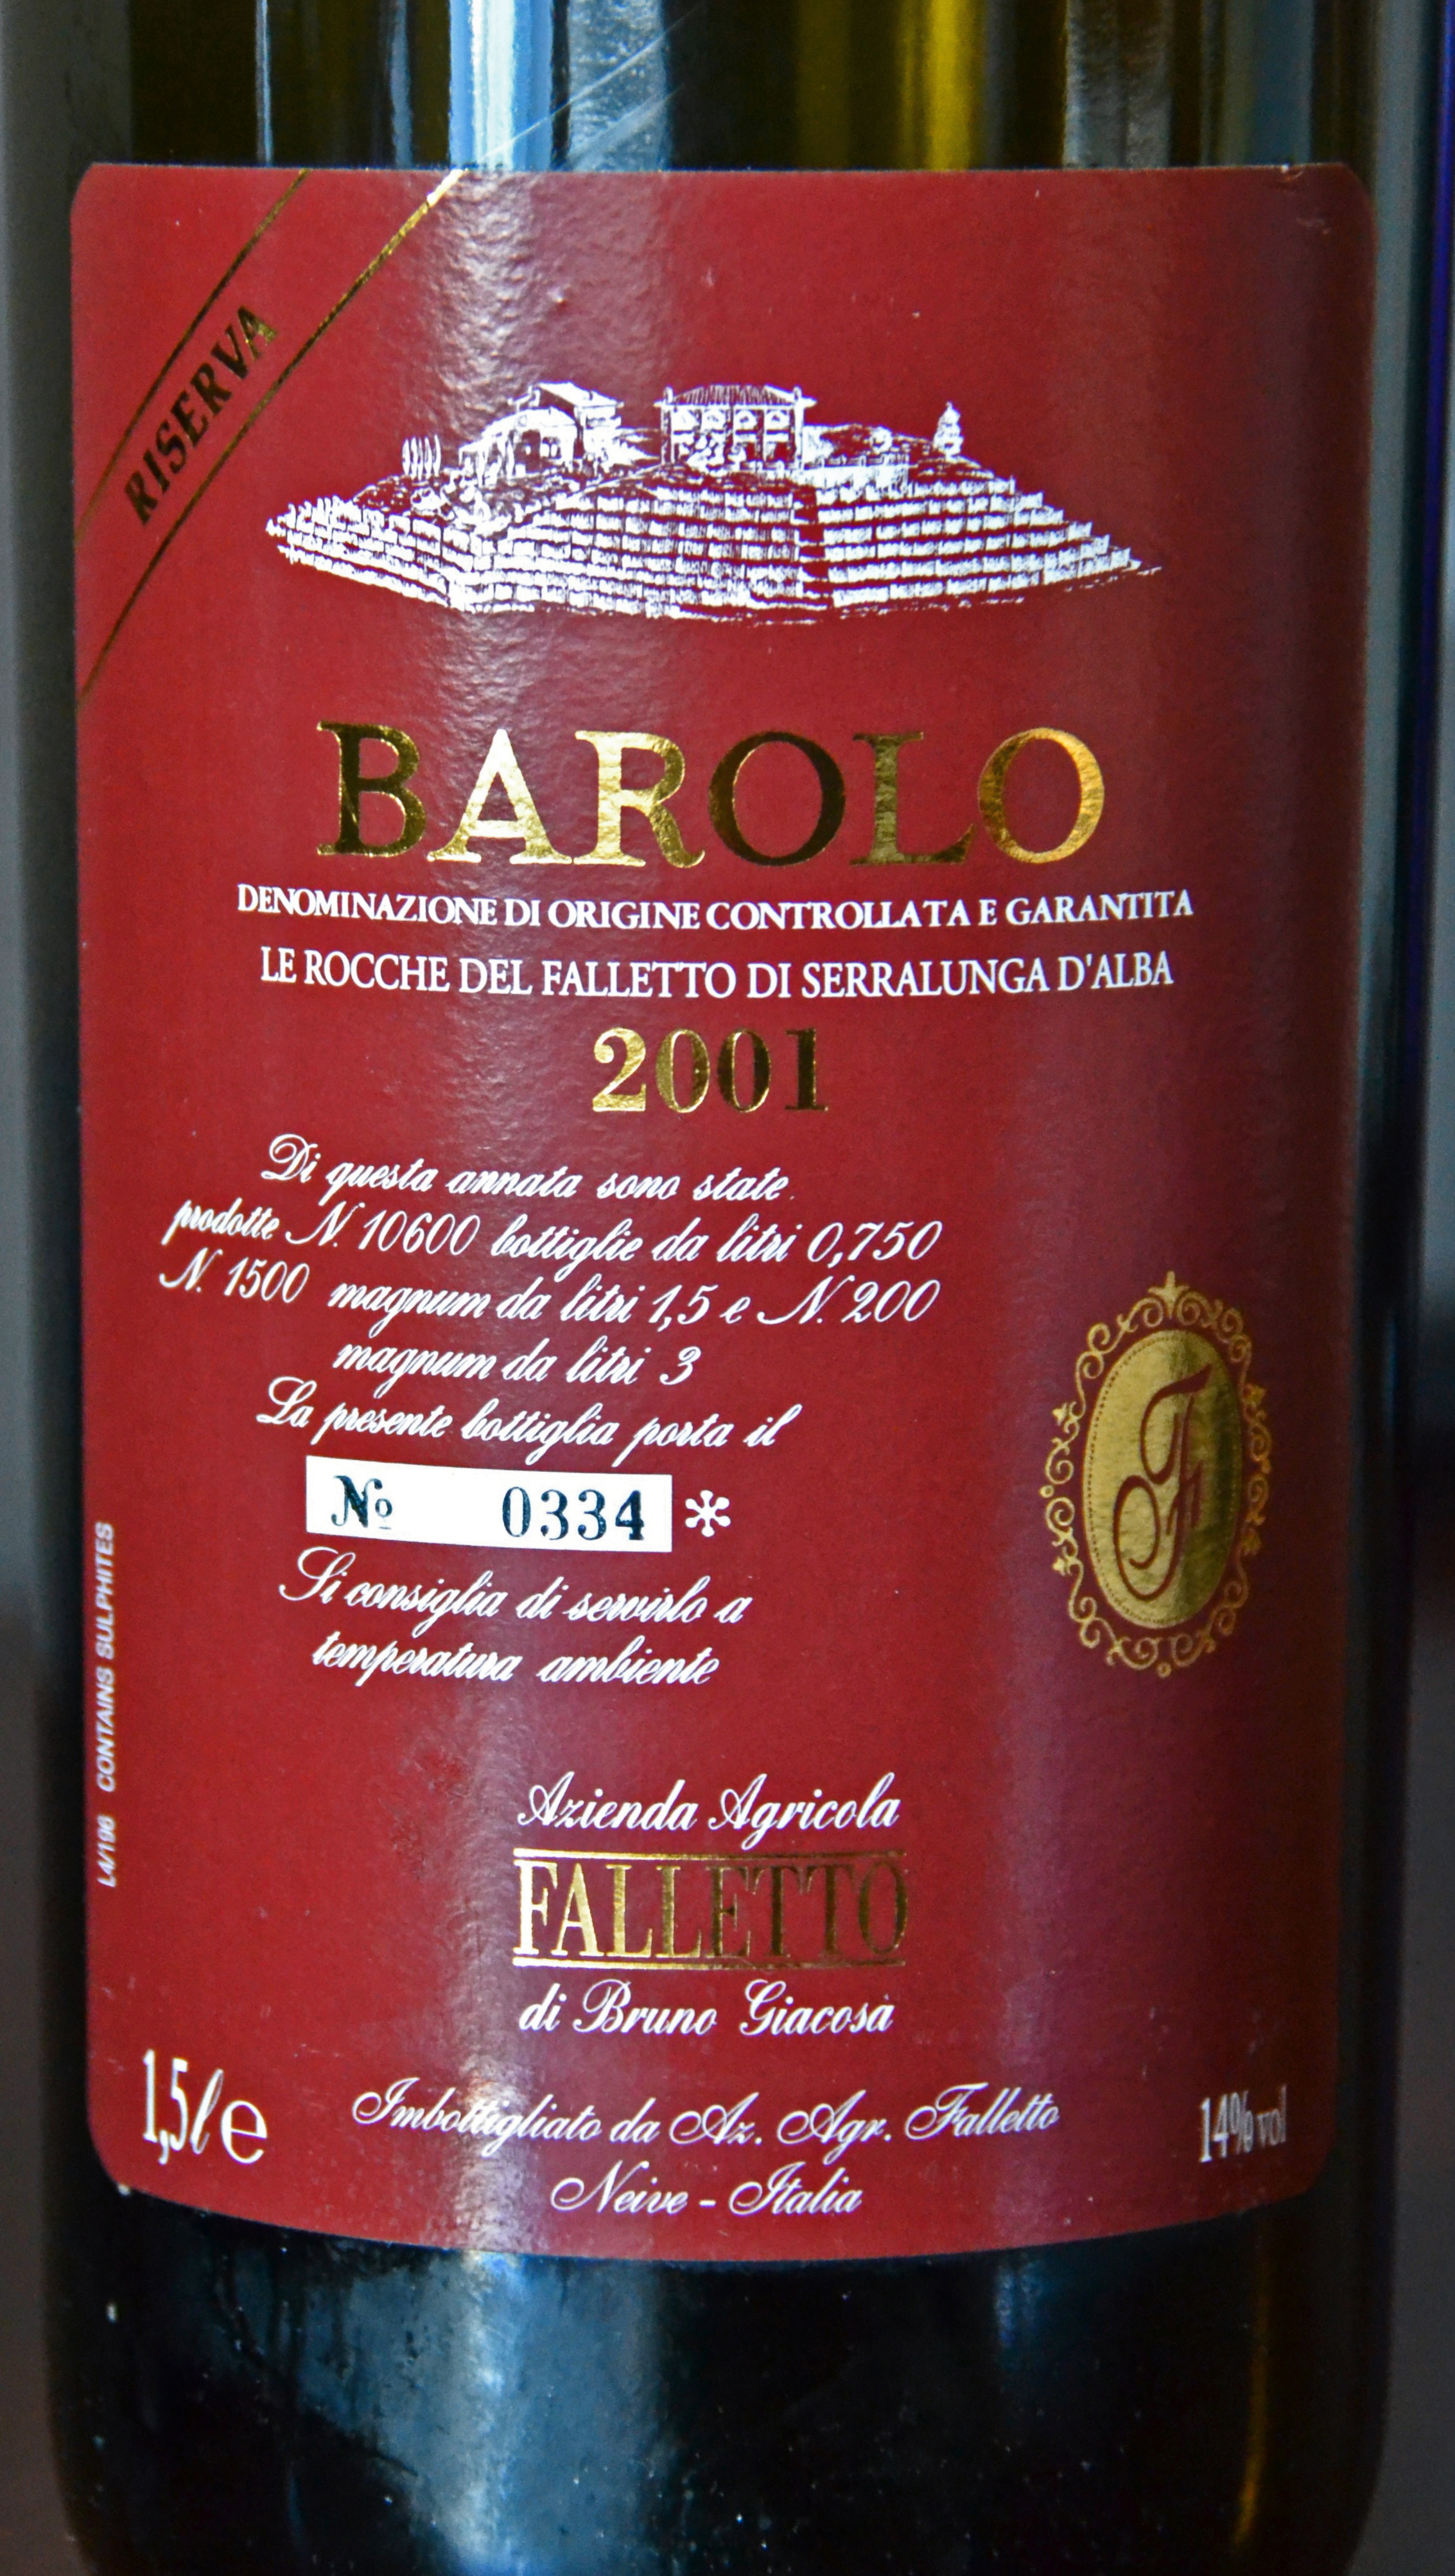 RISERVA
BAROLO
DENOMINAZIONE DI ORIGINE CONTROLLATA E GARANTITA
LE ROCCHE DEL FALLETTO DI SERRALUNGA D'ALBA
2001
Di questa annata sono state
prodotte N. 10600 bottiglie da litri 0,750
N. 1500 magnum da litri 1,5 e N. 200
magnum da litri 3
La presente bottiglia porta il
No 0334 *
Si consiglia di servirlo a
temperatura ambiente
F
L4/196 CONTAINS SULPHITES
Azienda Agricola
FALLETTO
di Bruno Giacosa
1,5 l e
Imbottigliato da Az. Agr. Falletto
Neive - Italia
14% vol